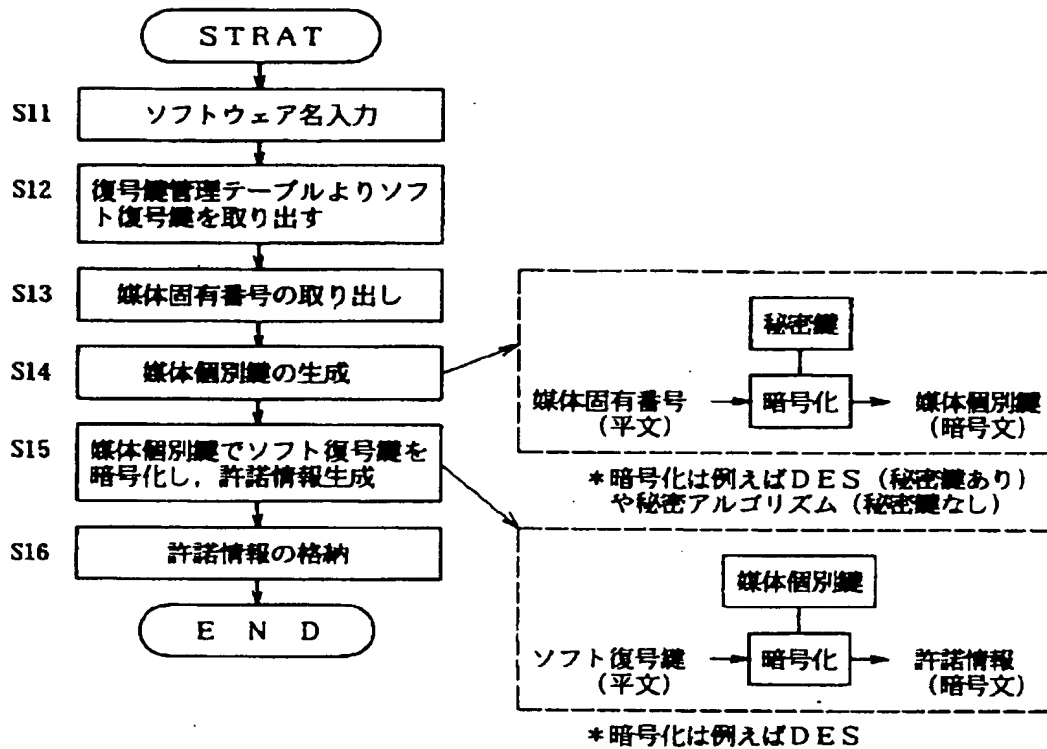 STRAT
S11 ソフトウェア名入力
S12 復号鍵管理テーブルよりソフ
ト復号鍵を取り出す
S13 媒体固有番号の取り出し
S14 媒体個別鍵の生成
S15 媒体個別鍵でソフト復号鍵を
暗号化し，許諾情報生成
S16 許諾情報の格納
END
秘密鍵
媒体固有番号 暗号化 媒体個別鍵
(平文) (暗号文)
*暗号化は例えばDES (秘密鍵あり)
や秘密アルゴリズム (秘密鍵なし)
媒体個別鍵
ソフト復号鍵 暗号化 許諾情報
(平文) (暗号文)
*暗号化は例えばDES